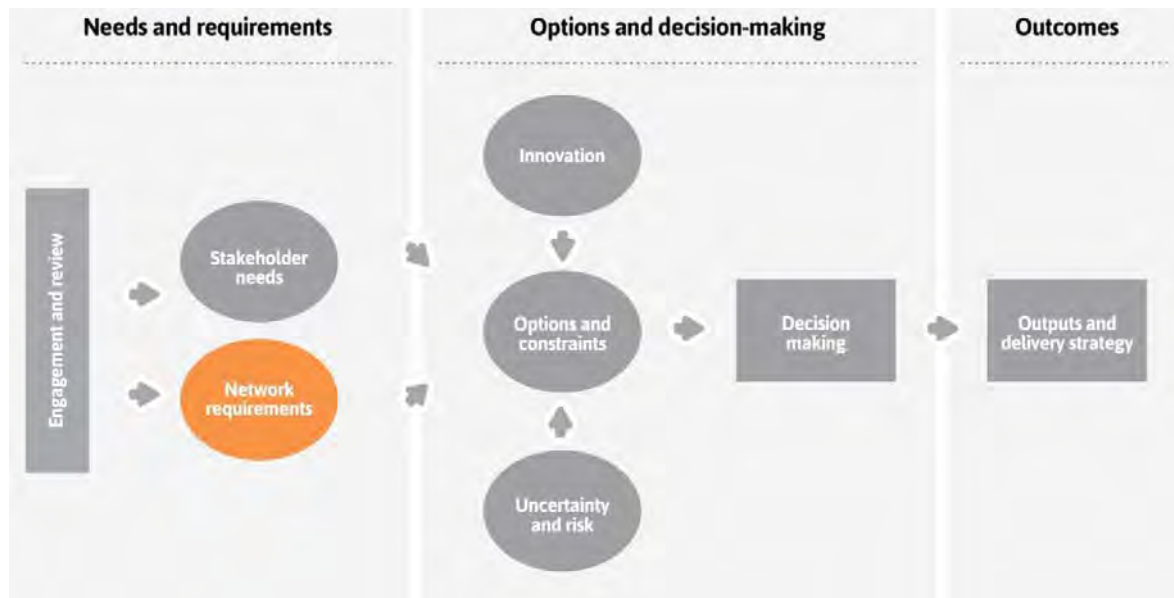 Needs and requirements
Options and decision-making
Outcomes
Engagement and review
Stakeholder
needs
Network
requirements
Innovation
Options and
constraints
Uncertainty
and risk
Decision
making
Outputs and
delivery strategy